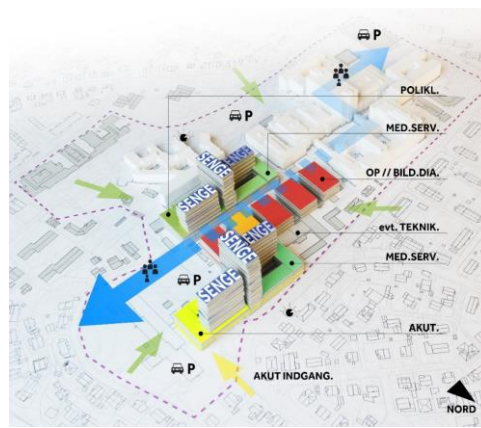 P
POLIKL.
P
MED.SERV.
SENGE
SENGE
SENGE
OP // BILD.DIA.
evt. TEKNIK.
SENGE
SENGE
MED.SERV.
P
SENGE
AKUT.
P
AKUT INDGANG.
NORD